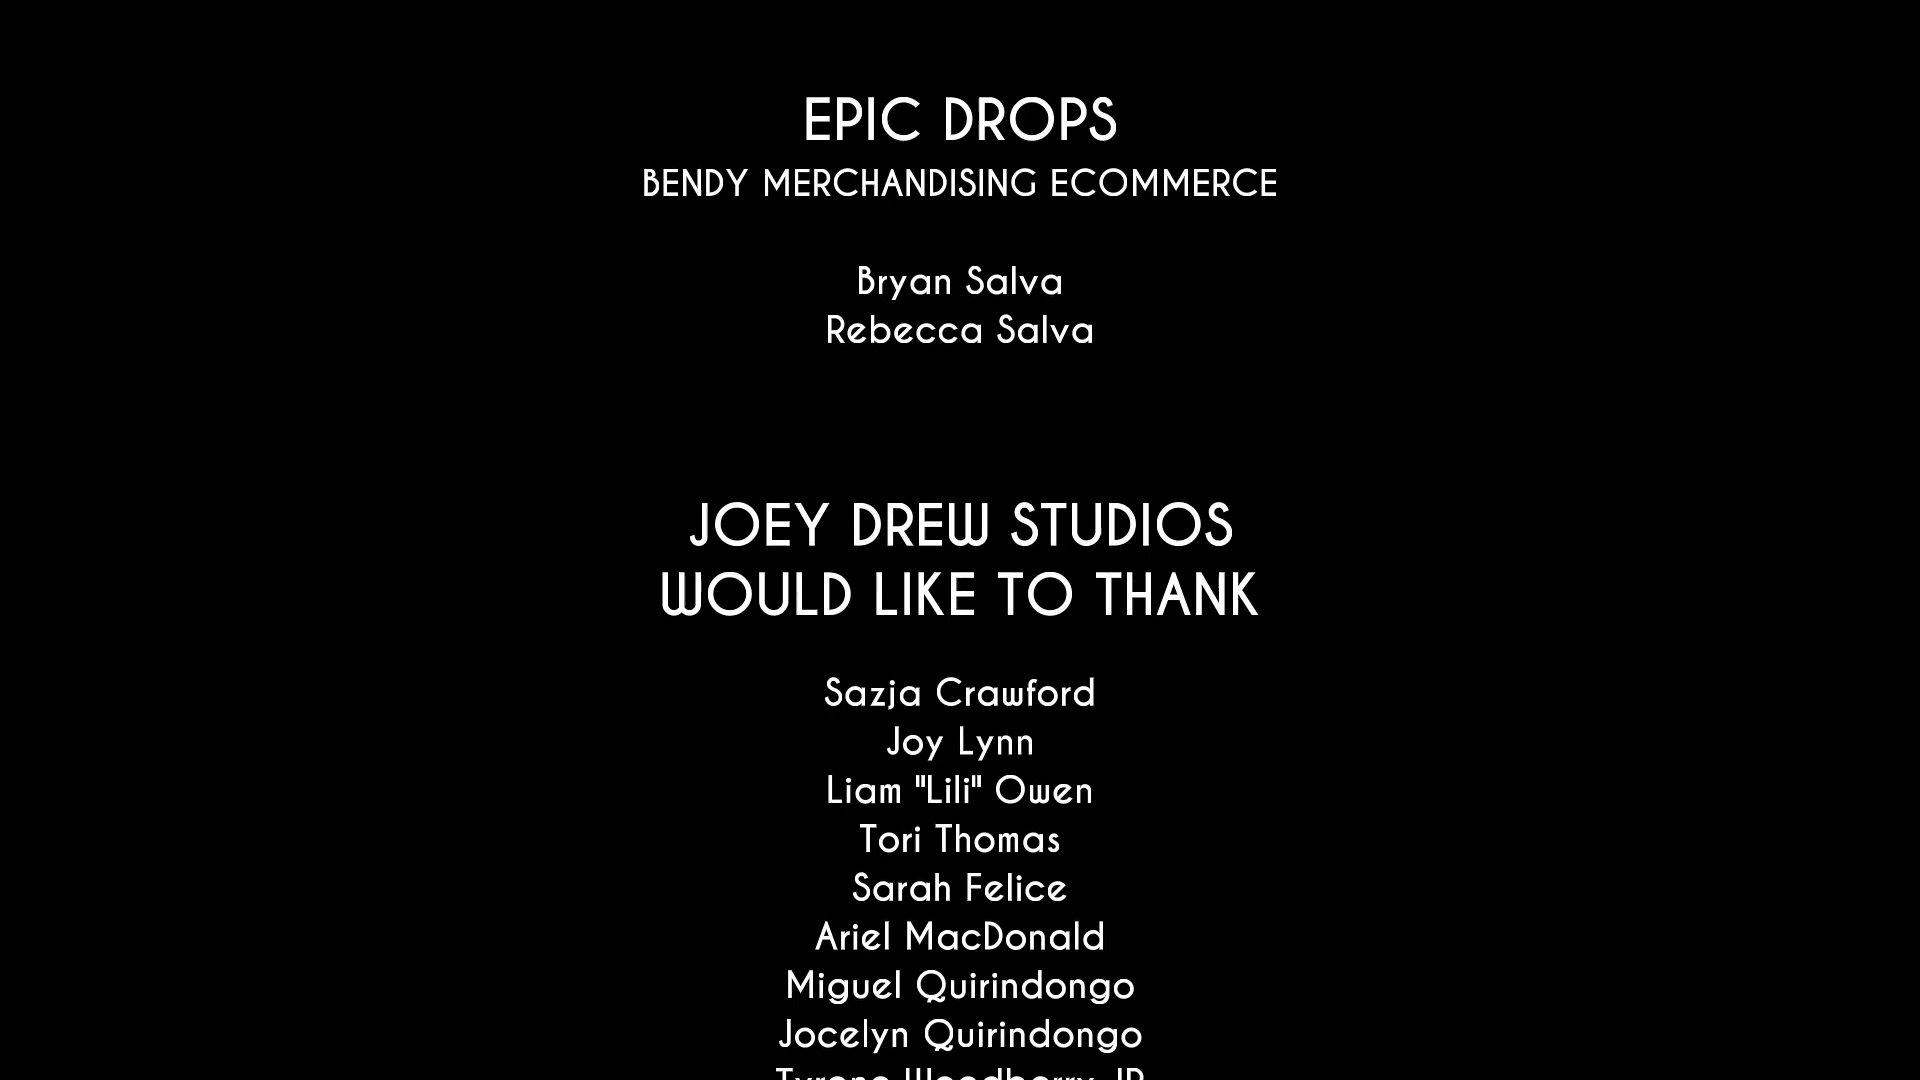 EPIC DROPS
BENDY MERCHANDISING ECOMMERCE
Bryan Salva
Rebecca Salva
JOEY DREW STUDIOS
WOULD LIKE TO THANK
Sazja Crawford
Joy Lynn
Liam "Lili" Owen
Tori Thomas
Sarah Felice
Ariel MacDonald
Miguel Quirindongo
Jocelyn Quirindongo